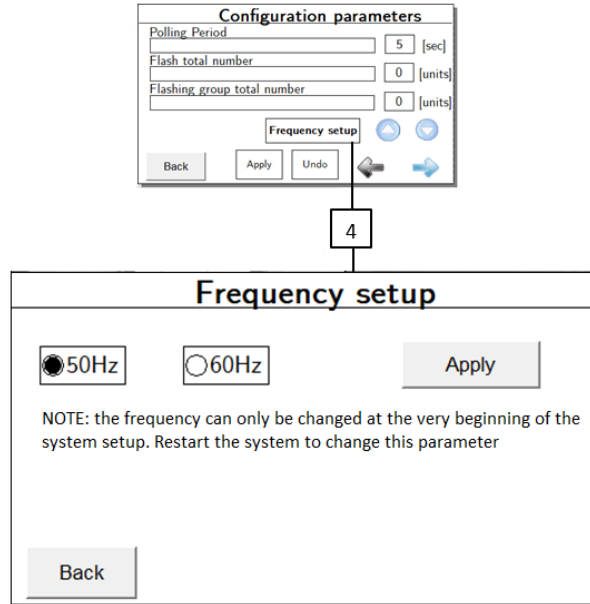 Configuration parameters
Polling Period
5 [sec]
Flash total number
0 [units]
Flashing group total number
0 [units]
Frequency setup
Back Apply Undo
4
Frequency setup
50Hz 60Hz Apply
NOTE: the frequency can only be changed at the very beginning of the
system setup. Restart the system to change this parameter
Back